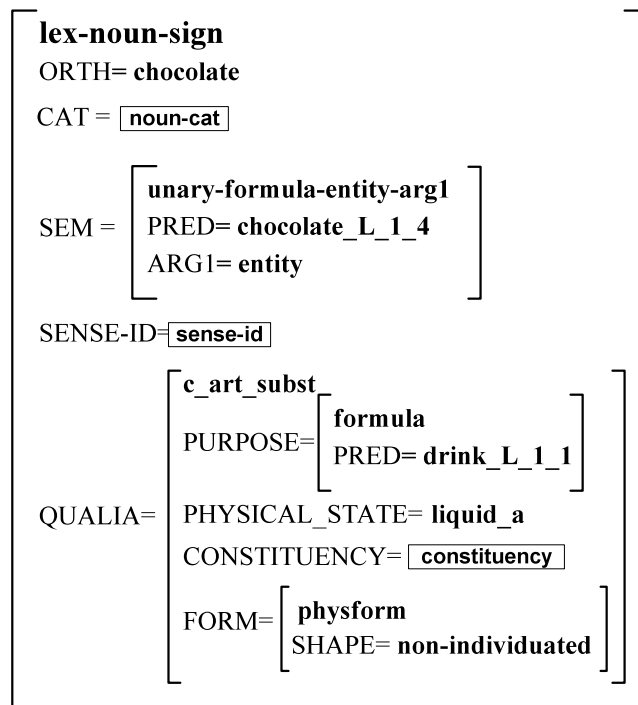 lex-noun-sign
ORTH= chocolate
CAT = noun-cat
unary-formula-entity-arg1
SEM = PRED= chocolate_L_1_4
ARG1= entity
SENSE-ID= sense-id
c_art_subst
formula
PURPOSE= PRED= drink_L_1_1
QUALIA= PHYSICAL_STATE= liquid_a
CONSTITUENCY= constituency
physform
FORM= SHAPE= non-individuated